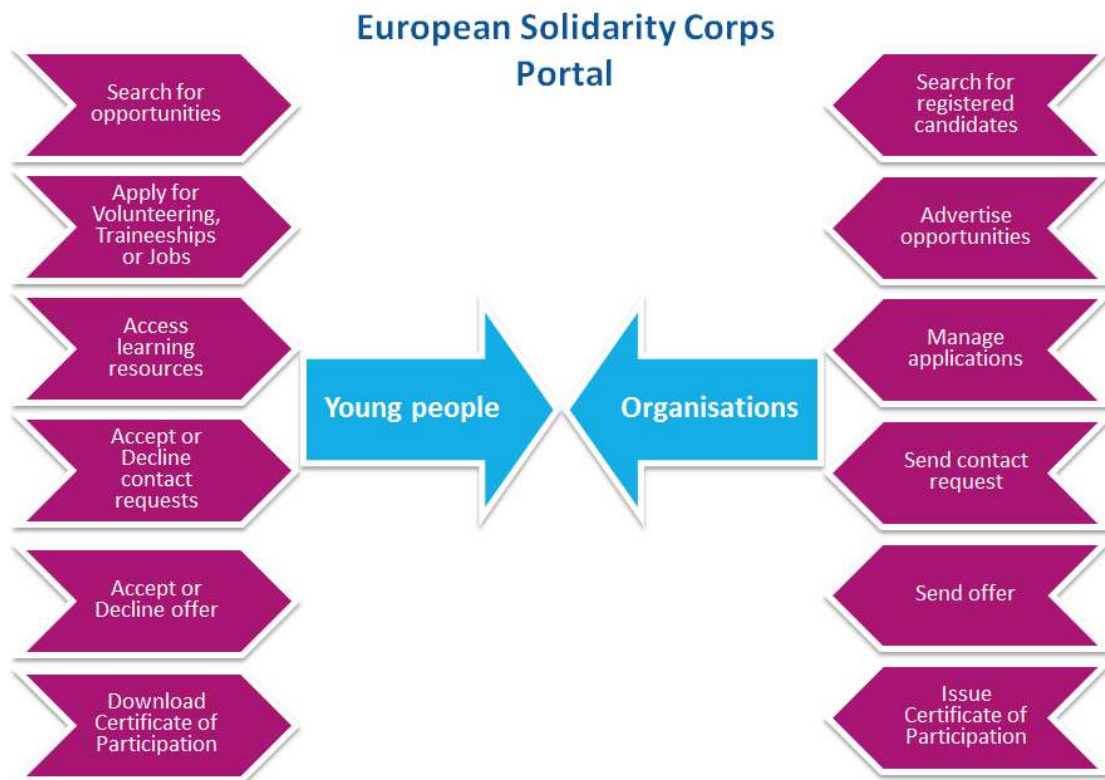 European Solidarity Corps
Portal
Search for
opportunities
Apply for
Volunteering,
Traineeships
or Jobs
Access
learning
resources
Accept or
Decline
contact
requests
Accept or
Decline offer
Download
Certificate of
Participation
Young people
Organisations
Search for
registered
candidates
Advertise
opportunities
Manage
applications
Send contact
request
Send offer
Issue
Certificate of
Participation